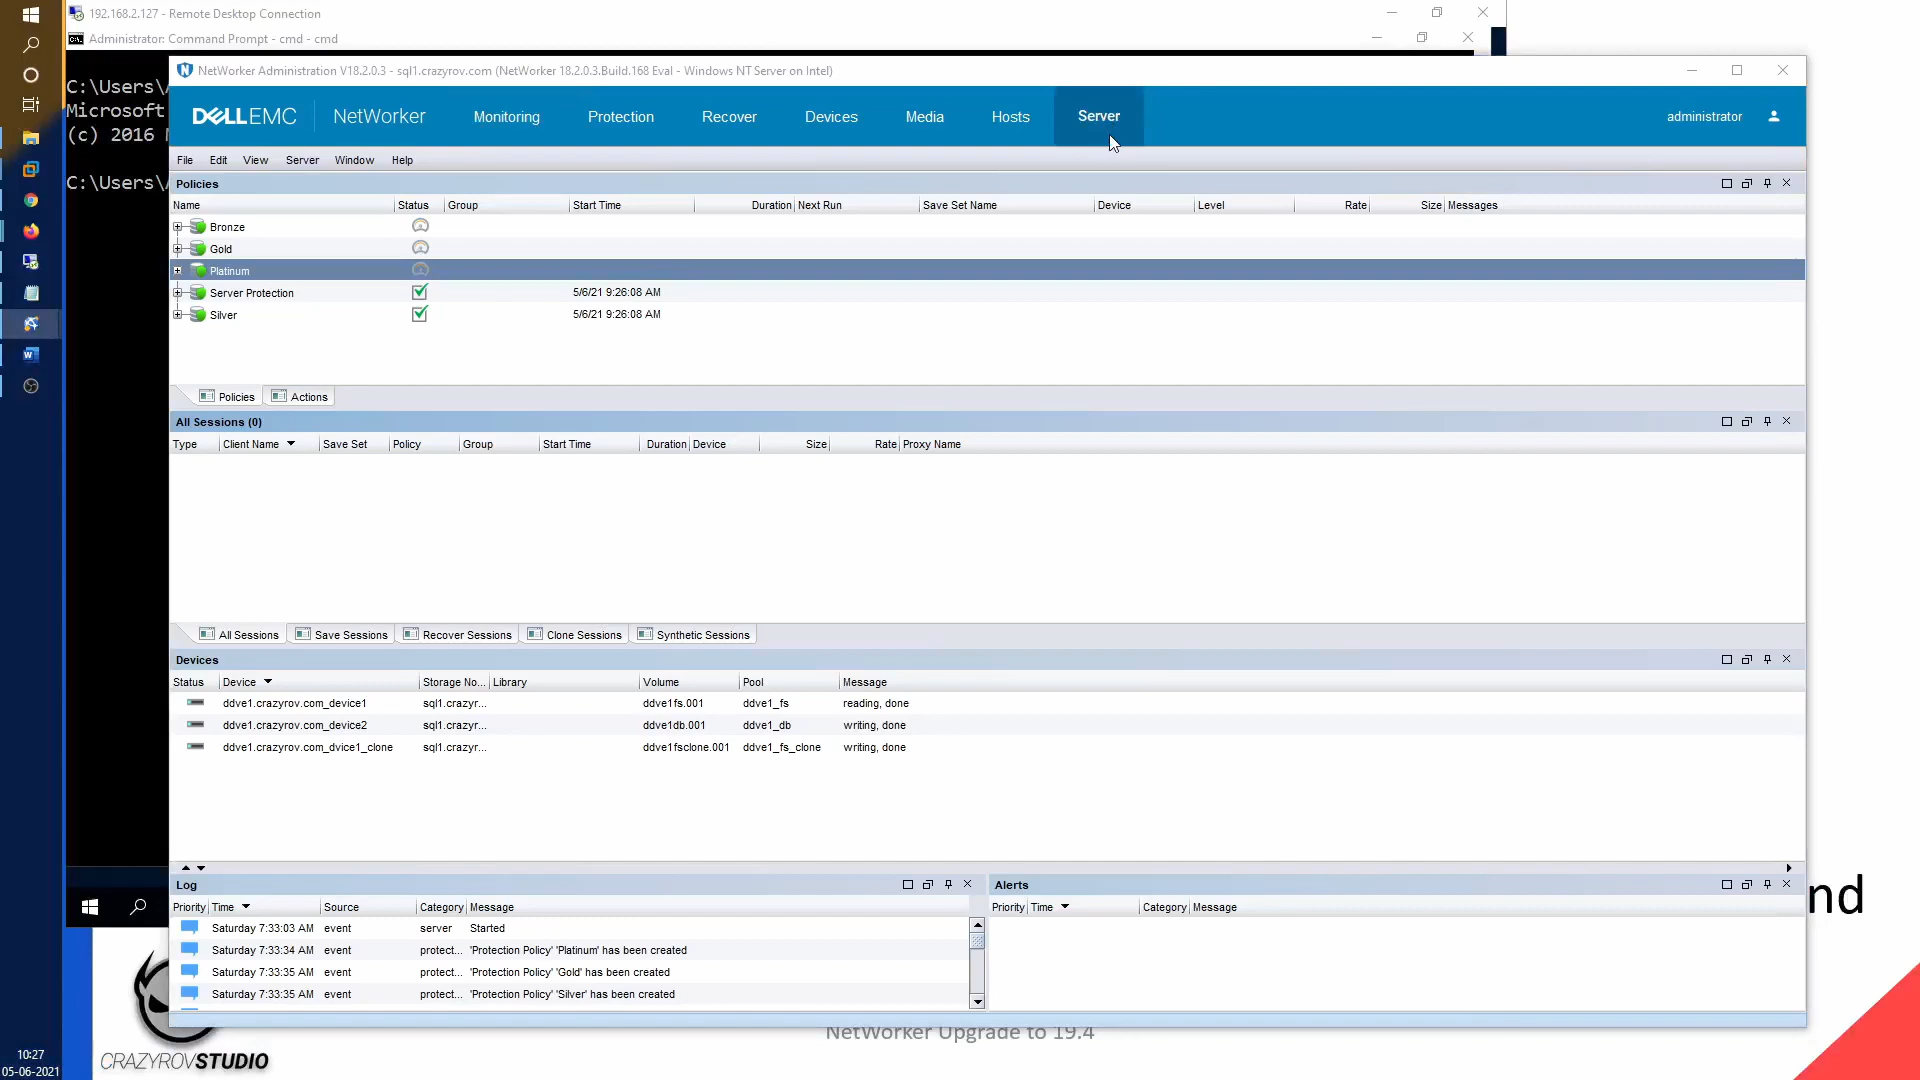 192.168.2.127 - Remote Desktop Connection
Administrator: Command Prompt - cmd - cmd
C:\Users\
Microsoft
(c) 2016
C:\Users\
NetWorker Administration V18.2.0.3 - sql1.crazyrov.com (NetWorker 18.2.0.3.Build.168 Eval - Windows NT Server on Intel)
DELLEMC NetWorker Monitoring Protection Recover Devices Media Hosts Server administrator
File Edit View Server Window Help
Policies
Name Status Group Start Time Duration Next Run Save Set Name Device Level Rate Size Messages
Bronze
Gold
Platinum
Server Protection 5/6/21 9:26:08 AM
Silver 5/6/21 9:26:08 AM
Policies Actions
All Sessions (0)
Type Client Name Save Set Policy Group Start Time Duration Device Size Rate Proxy Name
All Sessions Save Sessions Recover Sessions Clone Sessions Synthetic Sessions
Devices
Status Device Storage No... Library Volume Pool Message
ddve1.crazyrov.com_device1 sql1.crazyr... ddve1fs.001 ddve1_fs reading, done
ddve1.crazyrov.com_device2 sql1.crazyr... ddve1db.001 ddve1_db writing, done
ddve1.crazyrov.com_dvice1_clone sql1.crazyr... ddve1fsclone.001 ddve1_fs_clone writing, done
Log
Priority Time Source Category Message
Saturday 7:33:03 AM event server Started
Saturday 7:33:34 AM event protect... 'Protection Policy' 'Platinum' has been created
Saturday 7:33:35 AM event protect... 'Protection Policy' 'Gold' has been created
Saturday 7:33:35 AM event protect... 'Protection Policy' 'Silver' has been created
Alerts
Priority Time Category Message
nd
NetWorker Upgrade to 19.4
CRAZYROVSTUDIO
10:27
05-06-2021